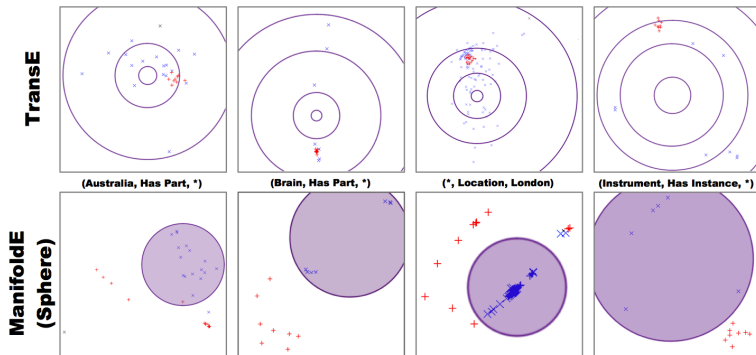 TransE
(Australia, Has Part, *)
(Brain, Has Part, *)
(*, Location, London)
(Instrument, Has Instance, *)
ManifoldE
(Sphere)